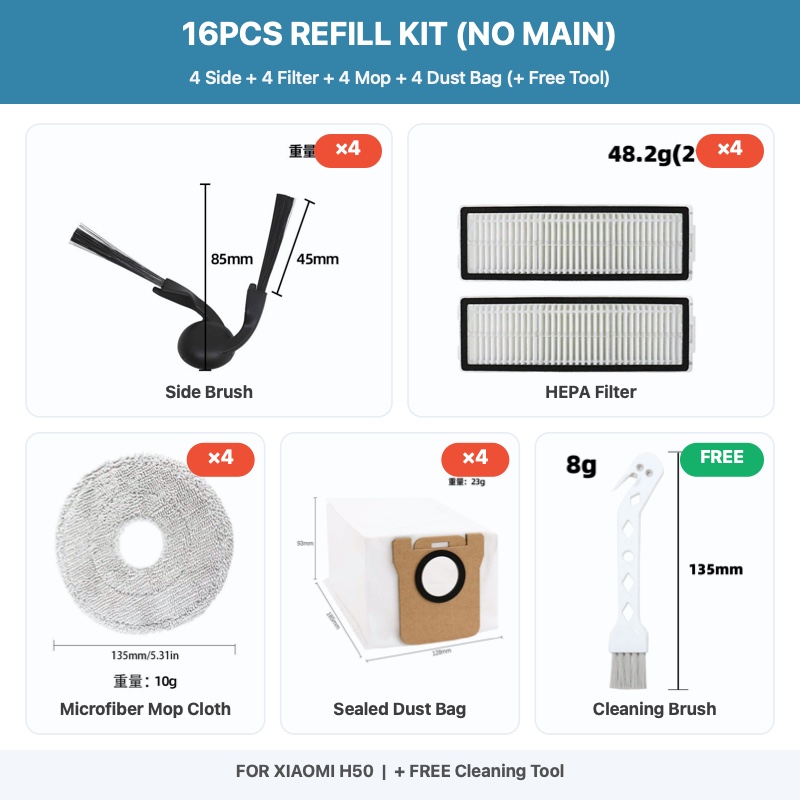 16PCS REFILL KIT (NO MAIN)
4 Side + 4 Filter + 4 Mop + 4 Dust Bag (+ Free Tool)
重量
×4
85mm
45mm
Side Brush
48.2g(2
×4
HEPA Filter
×4
135mm/5.31in
重量：10g
Microfiber Mop Cloth
×4
重量：23g
93mm
128mm
Sealed Dust Bag
8g
FREE
135mm
Cleaning Brush
FOR XIAOMI H50 | + FREE Cleaning Tool